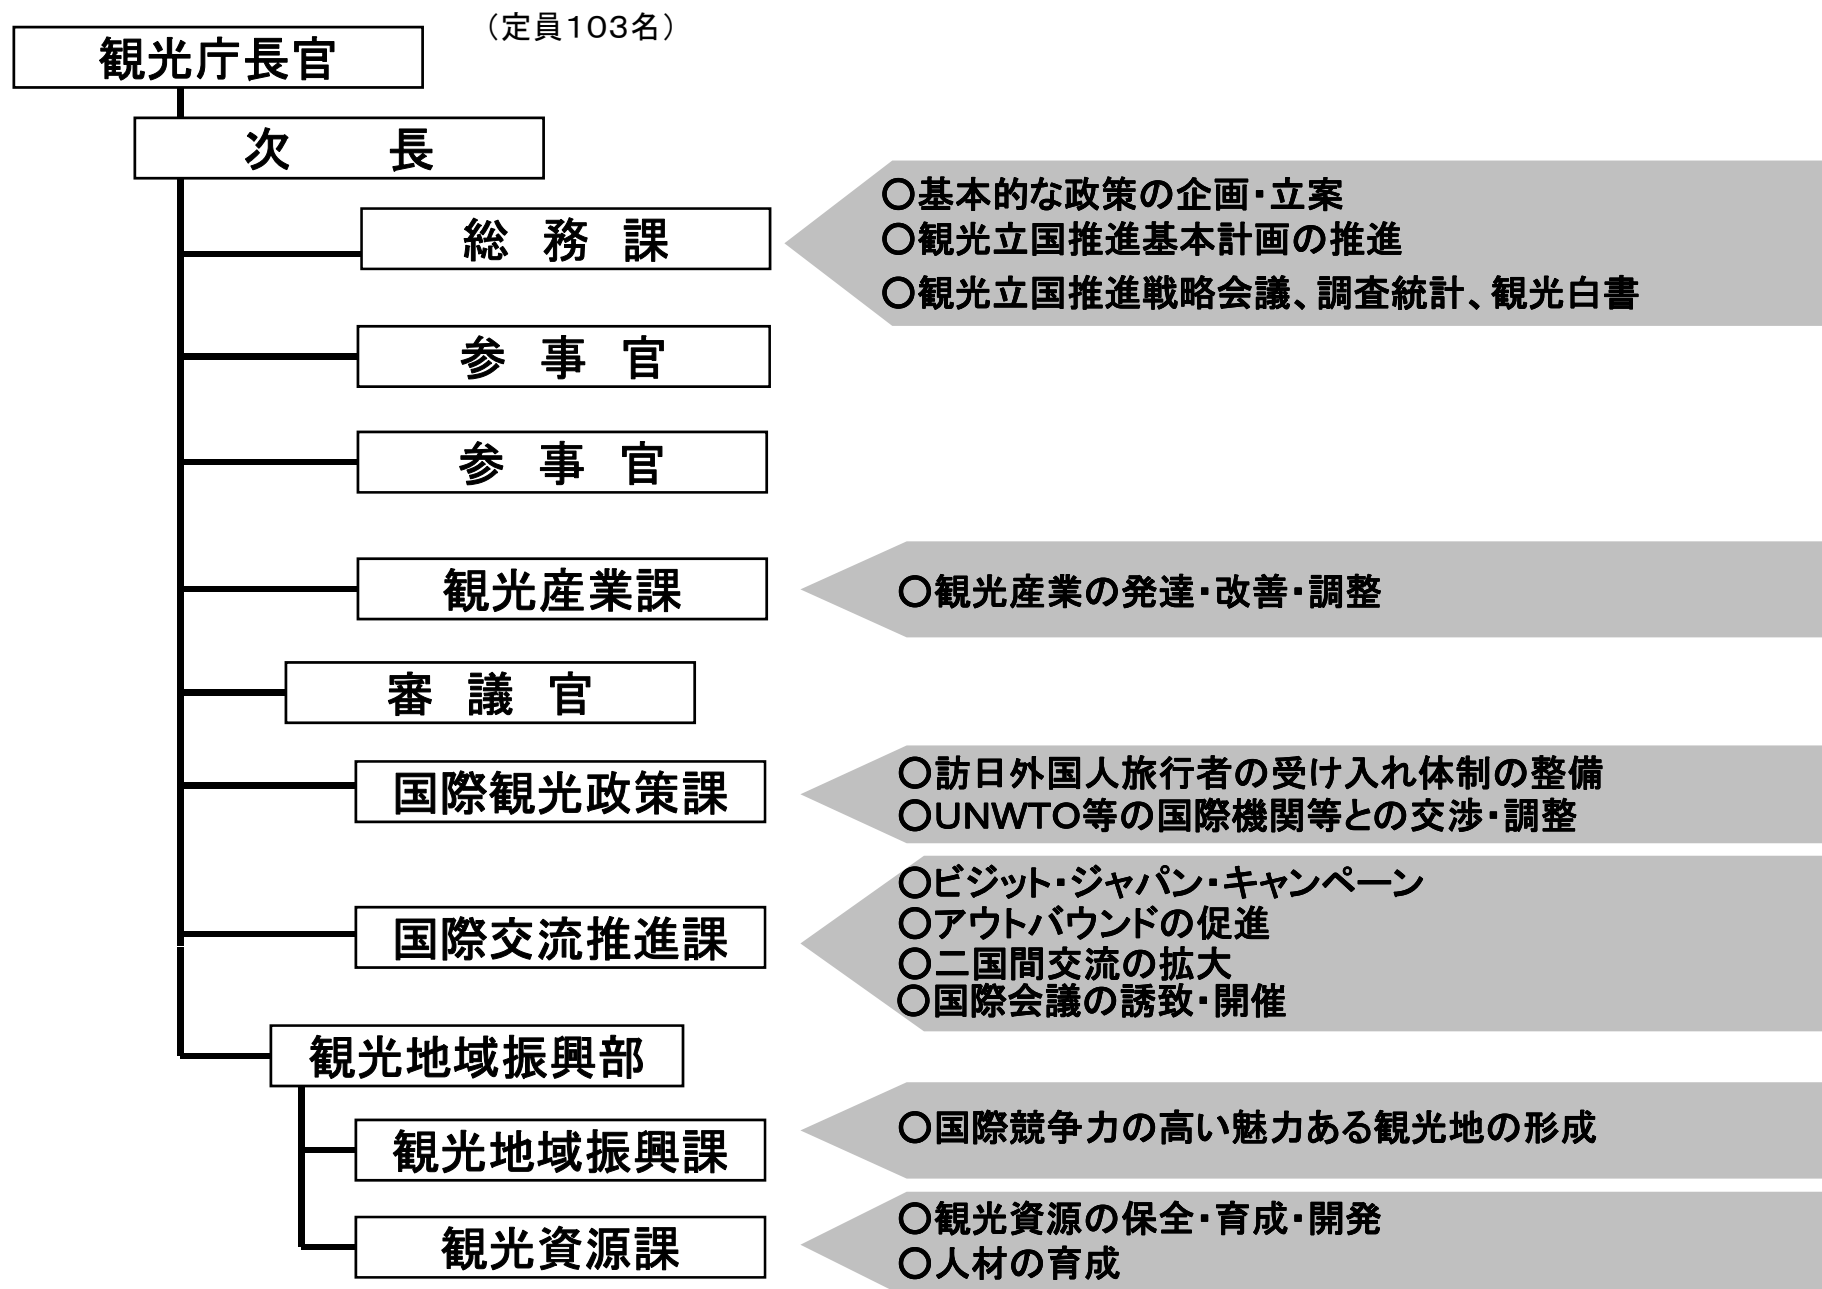 （定員103名）
観光庁長官
次　長
総 務 課
○基本的な政策の企画・立案
○観光立国推進基本計画の推進
○観光立国推進戦略会議、調査統計、観光白書
参 事 官
参 事 官
観光産業課
○観光産業の発達・改善・調整
審 議 官
国際観光政策課
○訪日外国人旅行者の受け入れ体制の整備
○UNWTO等の国際機関等との交渉・調整
国際交流推進課
○ビジット・ジャパン・キャンペーン
○アウトバウンドの促進
○二国間交流の拡大
○国際会議の誘致・開催
観光地域振興部
観光地域振興課
○国際競争力の高い魅力ある観光地の形成
観光資源課
○観光資源の保全・育成・開発
○人材の育成